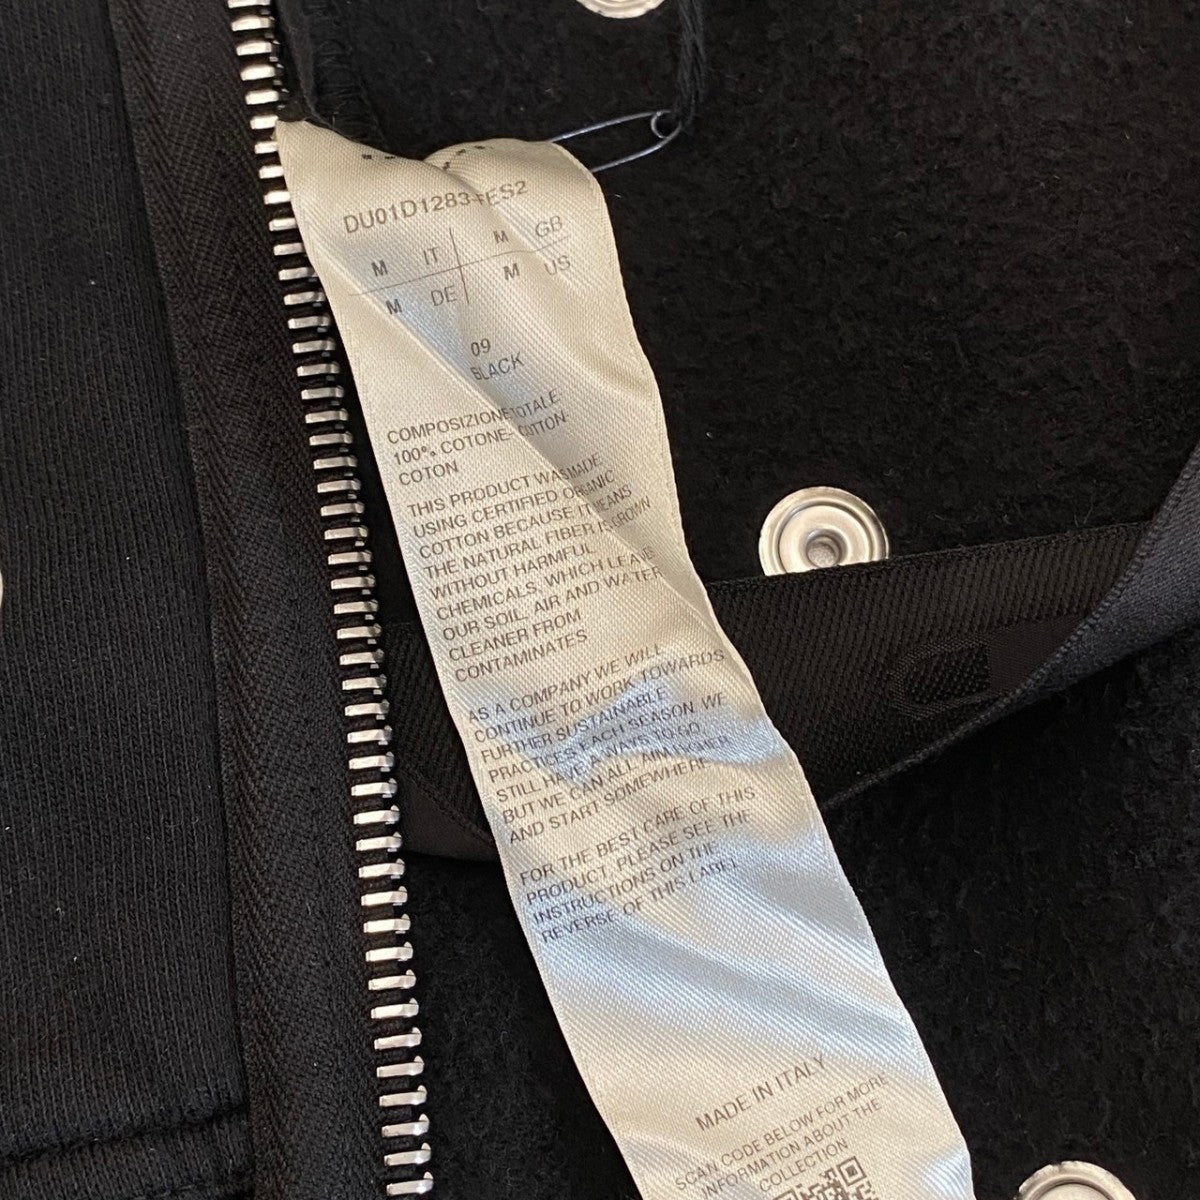 DU01D1283+ES2
M IT M GB
M DE M US
09
BLACK
COMPOSIZIONE TOTALE
100% COTONE- COTTON
COTON
THIS PRODUCT WAS MADE
USING CERTIFIED ORGANIC
COTTON BECAUSE IT MEANS
THE NATURAL FIBER IS GROWN
WITHOUT HARMFUL
CHEMICALS, WHICH LEAVE
OUR SOIL, AIR AND WATER
CLEANER FROM
CONTAMINATES
AS A COMPANY WE WILL
CONTINUE TO WORK TOWARDS
FURTHER SUSTAINABLE
PRACTICES EACH SEASON. WE
STILL HAVE A WAYS TO GO,
BUT WE CAN ALL AIM HIGHER
AND START SOMEWHERE
FOR THE BEST CARE OF THIS
PRODUCT, PLEASE SEE THE
INSTRUCTIONS ON THE
REVERSE OF THIS LABEL
MADE IN ITALY
SCAN CODE BELOW FOR MORE
INFORMATION ABOUT THE
COLLECTION